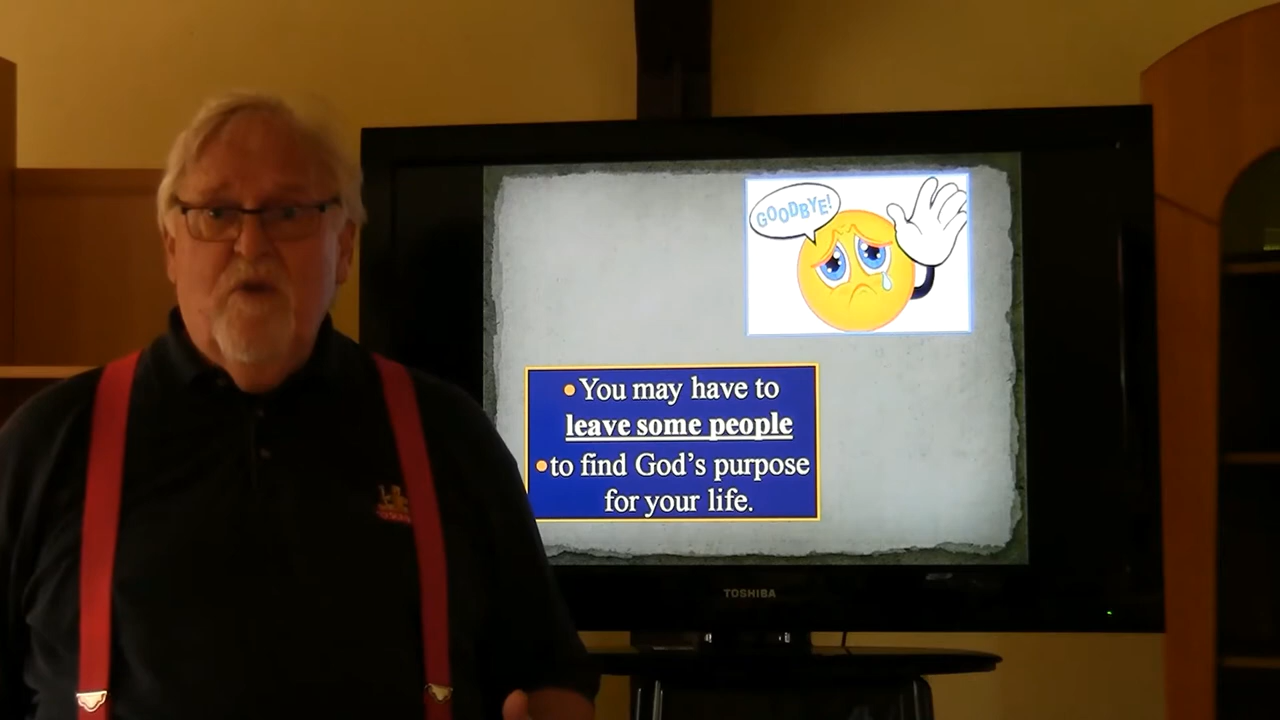 GOODBYE!
•You may have to
leave some people
•to find God's purpose
for your life.
TOSHIBA